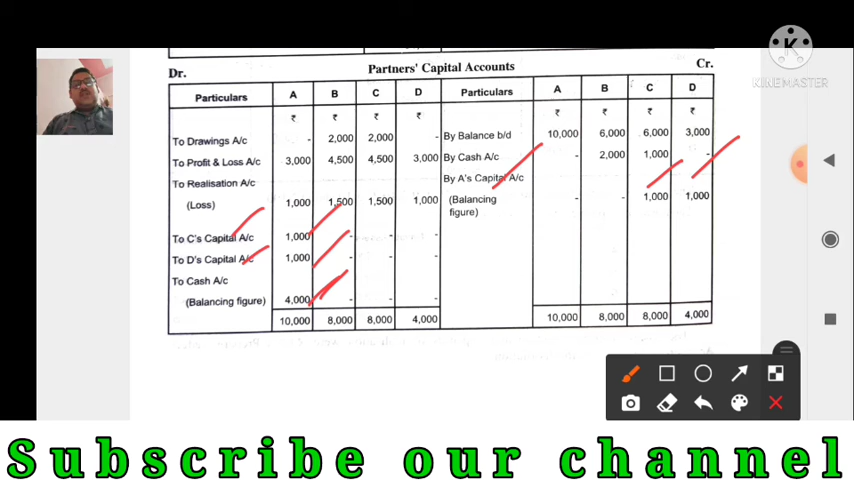 KINEMASTER
Dr. Partners' Capital Accounts Cr.
Particulars A B C D Particulars A B C D
₹ ₹ ₹ ₹ ₹ ₹ ₹ ₹
To Drawings A/c - 2,000 2,000 - By Balance b/d 10,000 6,000 6,000 3,000
To Profit & Loss A/c 3,000 4,500 4,500 3,000 By Cash A/c - 2,000 1,000 -
To Realisation A/c By A's Capital A/c
(Loss) 1,000 1,500 1,500 1,000 (Balancing - - 1,000 1,000
figure)
To C's Capital A/c 1,000 - - -
To D's Capital A/c 1,000 - - -
To Cash A/c
(Balancing figure) 4,000 - - -
10,000 8,000 8,000 4,000 10,000 8,000 8,000 4,000
Subscribe our channel